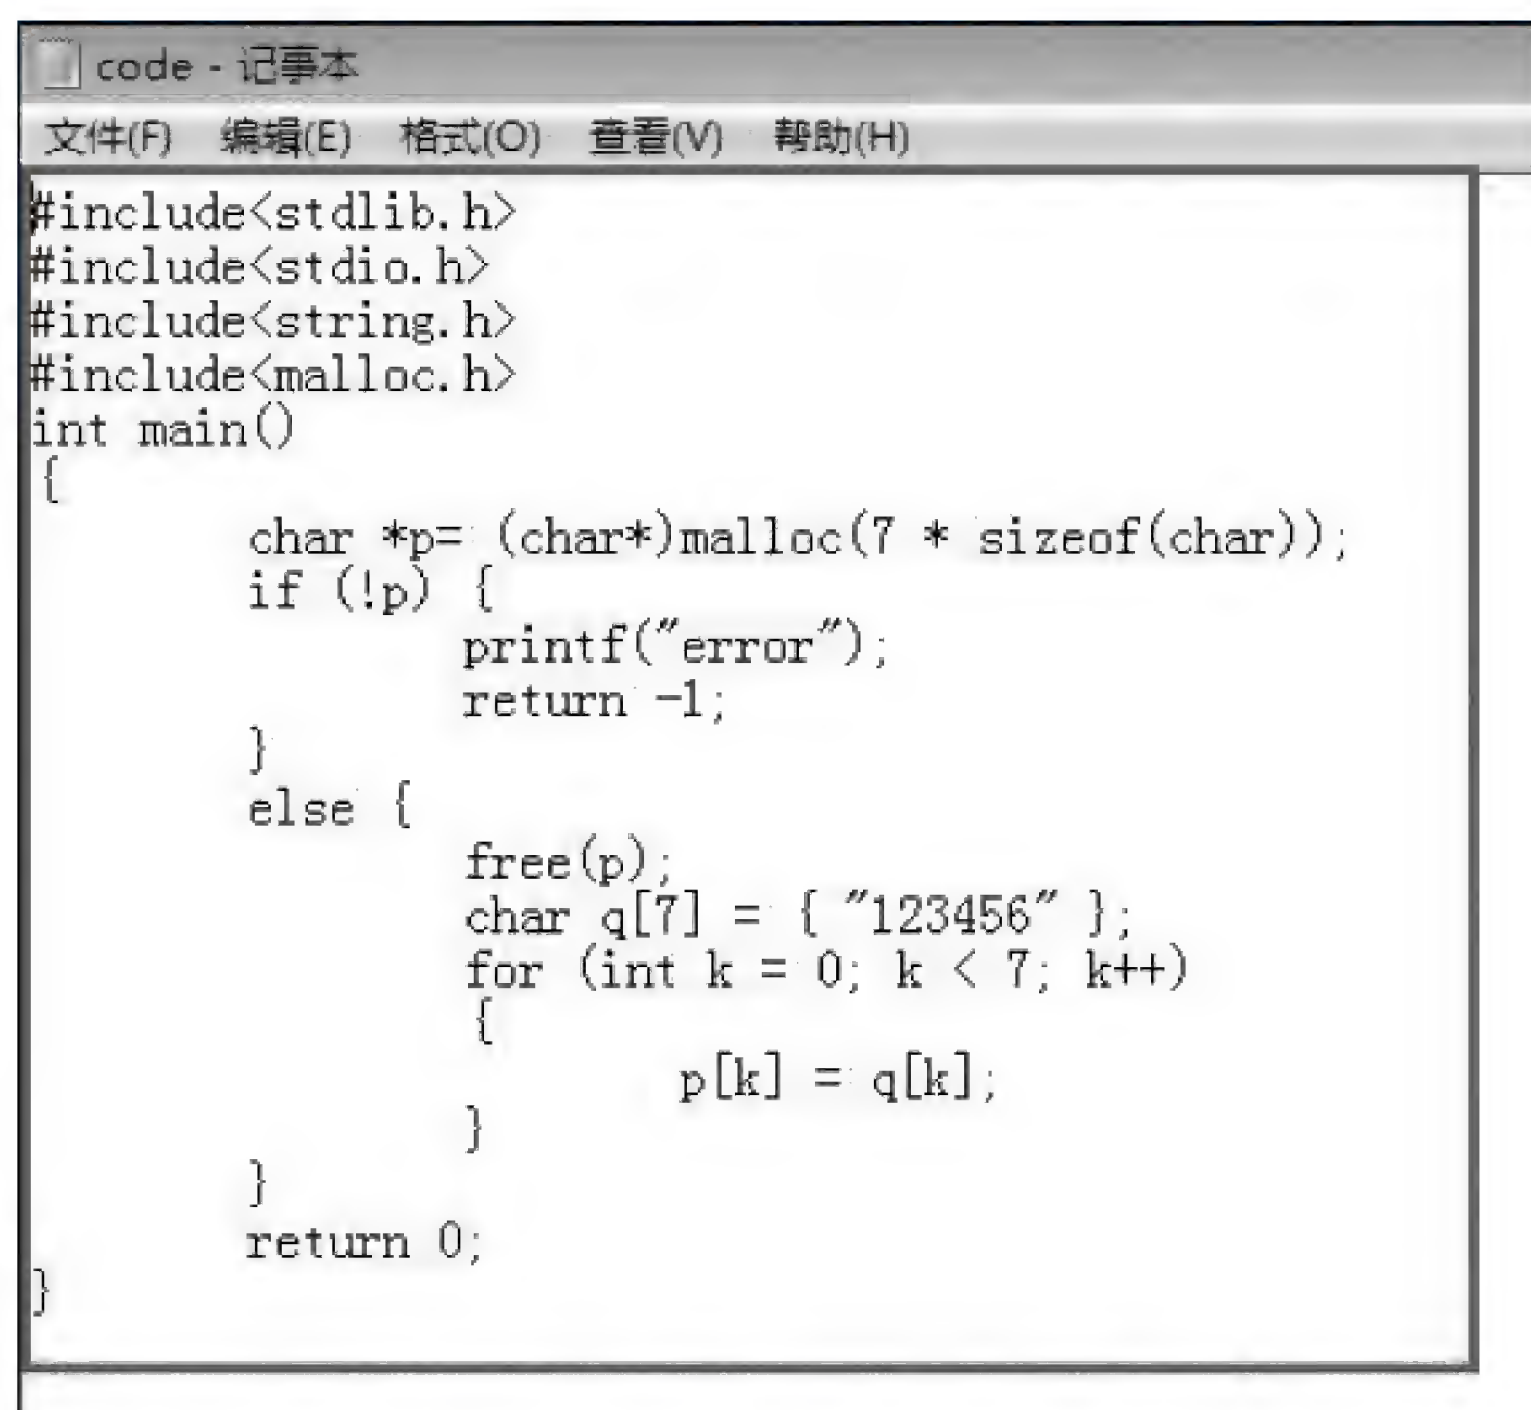 code - 记事本
文件(F) 编辑(E) 格式(O) 查看(V) 帮助(H)
#include<stdlib.h>
#include<stdio.h>
#include<string.h>
#include<malloc.h>
int main()
{
        char *p= (char*)malloc(7 * sizeof(char));
        if (!p) {
                printf("error");
                return -1;
        }
        else {
                free(p);
                char q[7] = { "123456" };
                for (int k = 0; k < 7; k++)
                {
                        p[k] = q[k];
                }
        }
        return 0;
}